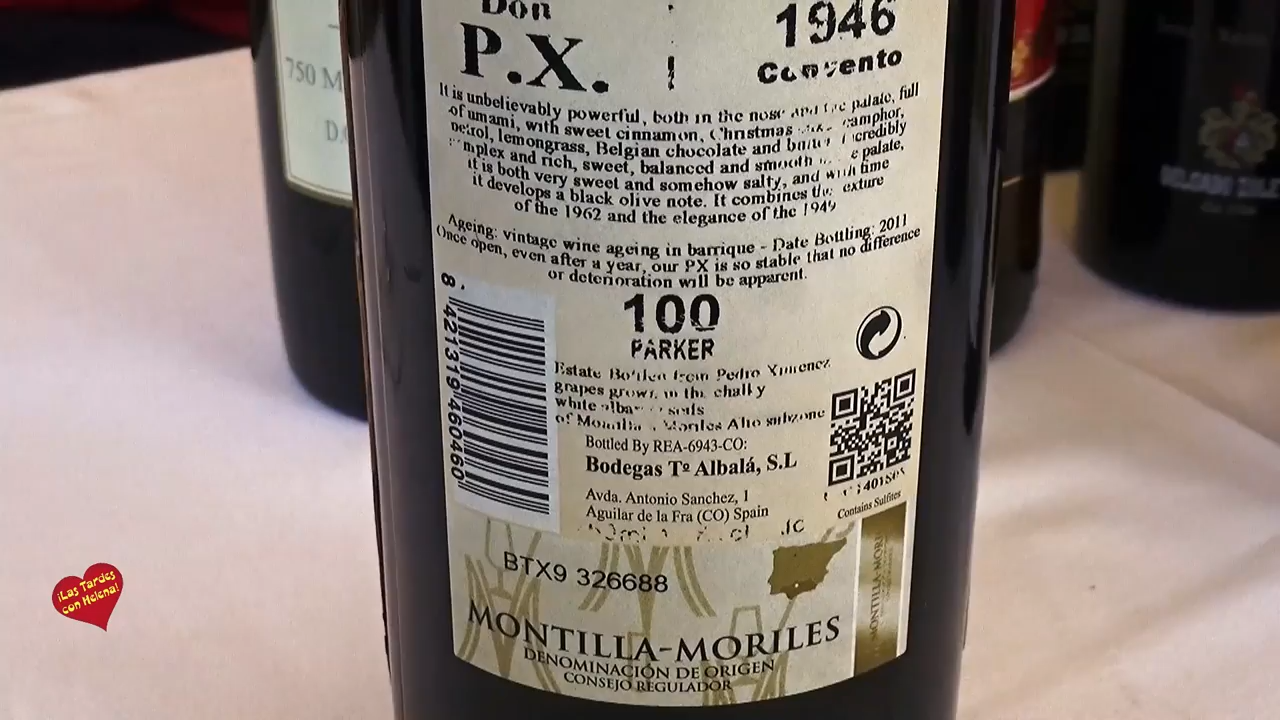 Don
P.X.
1946
Convento
It is unbelievably powerful, both in the nose and the palate, full
of umami, with sweet cinnamon, Christmas camphor,
petrol, lemongrass, Belgian chocolate and
and rich, sweet, balanced and smooth palate,
it is both very sweet and somehow salty, and with time
it develops a black olive note. It combines the
of the 1962 and the elegance of the 1949
Ageing: vintage wine ageing in barrique - Date Bottling: 2011
Once open, even after a year, our PX is so stable that no difference
or deterioration will be apparent.
8 421319 460460
100
PARKER
Estate Bottled from Pedro Ximenez
grapes grown in the chalky
white
of Moriles Alto subzone
Bottled By REA-6943-CO:
Bodegas Tº Albalá, S.L
Avda. Antonio Sanchez, 1
Aguilar de la Fra (CO) Spain
Contains Sulfites
BTX9 326688
MONTILLA-MORILES
DENOMINACIÓN DE ORIGEN
CONSEJO REGULADOR
750 M
¡Las Tardes
con Helena!